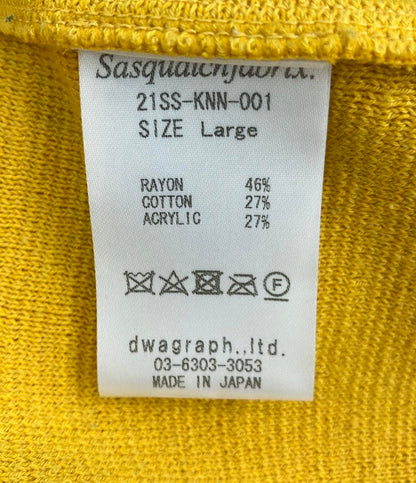 Sasquatchfabrix.
21SS-KNN-001
SIZE Large
RAYON 46%
COTTON 27%
ACRYLIC 27%
F
dwagraph.,ltd.
03-6303-3053
MADE IN JAPAN